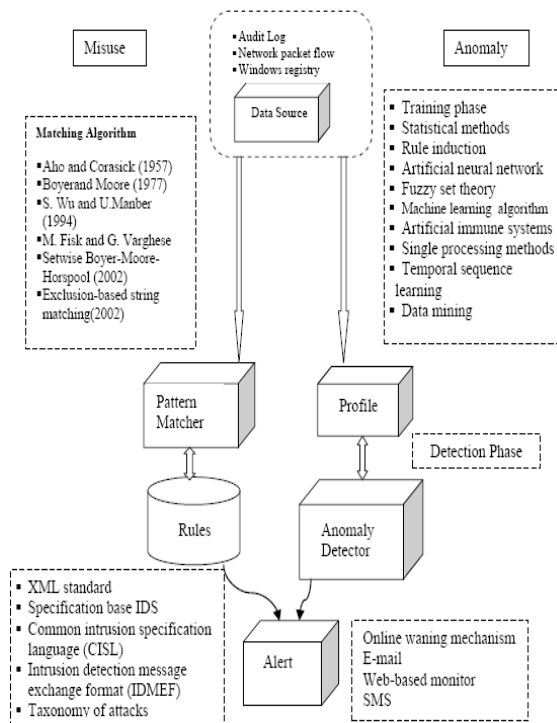 Misuse
▪ Audit Log
▪ Network packet flow
▪ Windows registry
Data Source
Anomaly
Matching Algorithm
▪Aho and Corasick (1957)
▪Boyerand Moore (1977)
▪S. Wu and U.Manber
(1994)
▪M. Fisk and G. Varghese
▪Setwise Boyer-Moore-
Horspool (2002)
▪Exclusion-based string
matching(2002)
▪ Training phase
▪ Statistical methods
▪ Rule induction
▪ Artificial neural network
▪ Fuzzy set theory
▪ Machine learning algorithm
▪ Artificial immune systems
▪ Single processing methods
▪ Temporal sequence
learning
▪ Data mining
Pattern
Matcher
Profile
Detection Phase
Rules
Anomaly
Detector
▪ XML standard
▪ Specification base IDS
▪ Common intrusion specification
language (CISL)
▪ Intrusion detection message
exchange format (IDMEF)
▪ Taxonomy of attacks
Alert
Online waning mechanism
E-mail
Web-based monitor
SMS